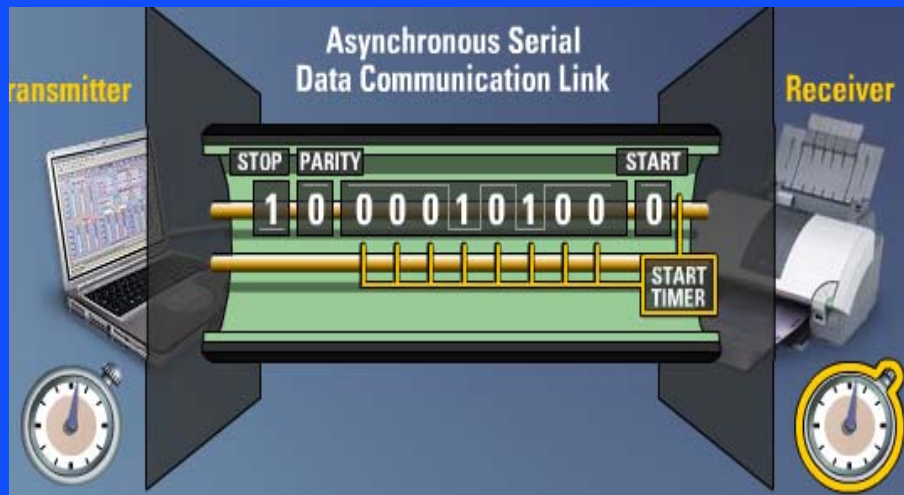 Asynchronous Serial
Data Communication Link
ransmitter
Receiver
STOP PARITY START
1 0 0 0 0 1 0 1 0 0 0
START
TIMER